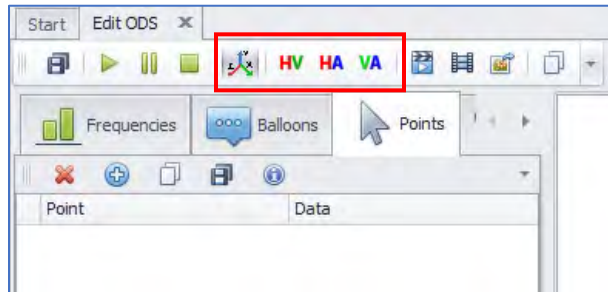 Start Edit ODS
HV HA VA
Frequencies Balloons Points
Point Data